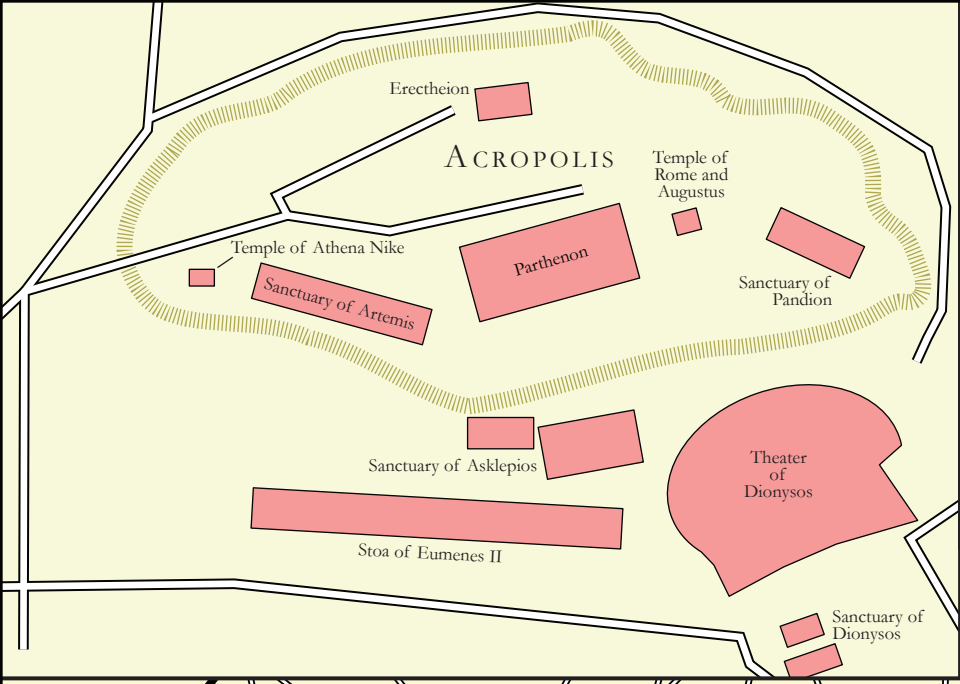 Erectheion
ACROPOLIS
Temple of
Rome and
Augustus
Temple of Athena Nike
Parthenon
Sanctuary of Artemis
Sanctuary of
Pandion
Sanctuary of Asklepios
Theater
of
Dionysos
Stoa of Eumenes II
Sanctuary of
Dionysos